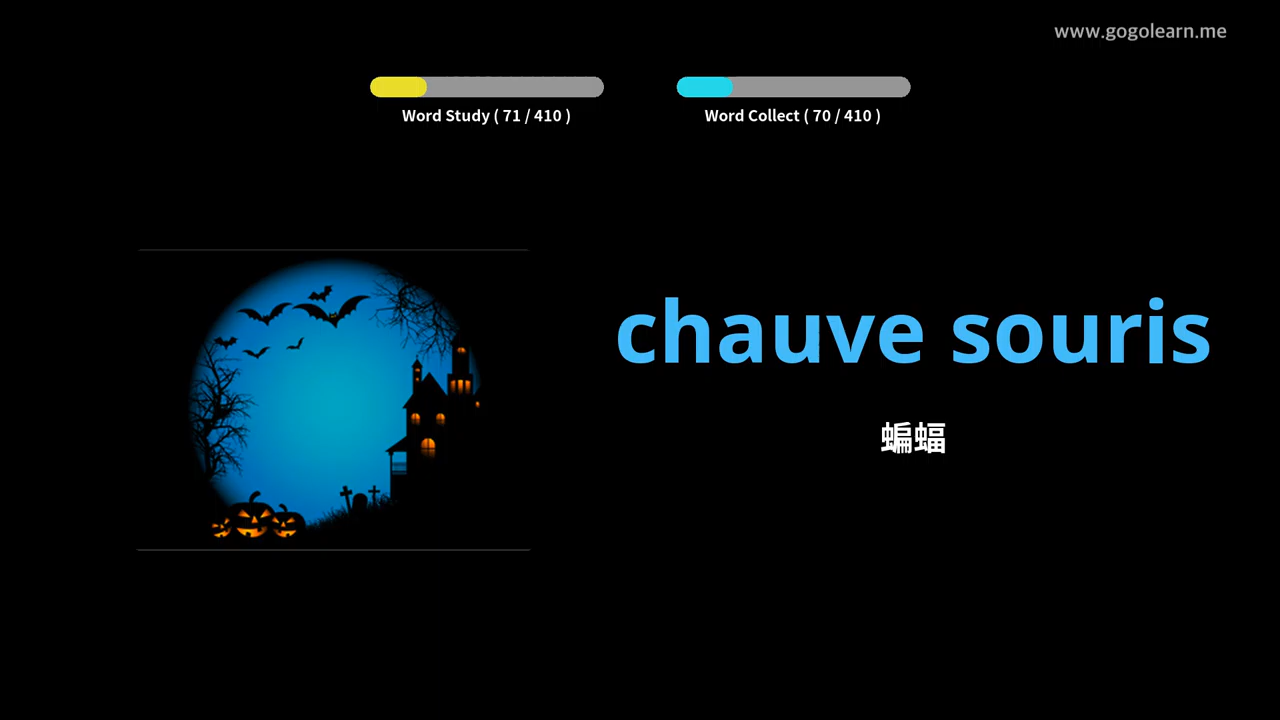 www.gogolearn.me
Word Study ( 71 / 410 )
Word Collect ( 70 / 410 )
chauve souris
蝙蝠